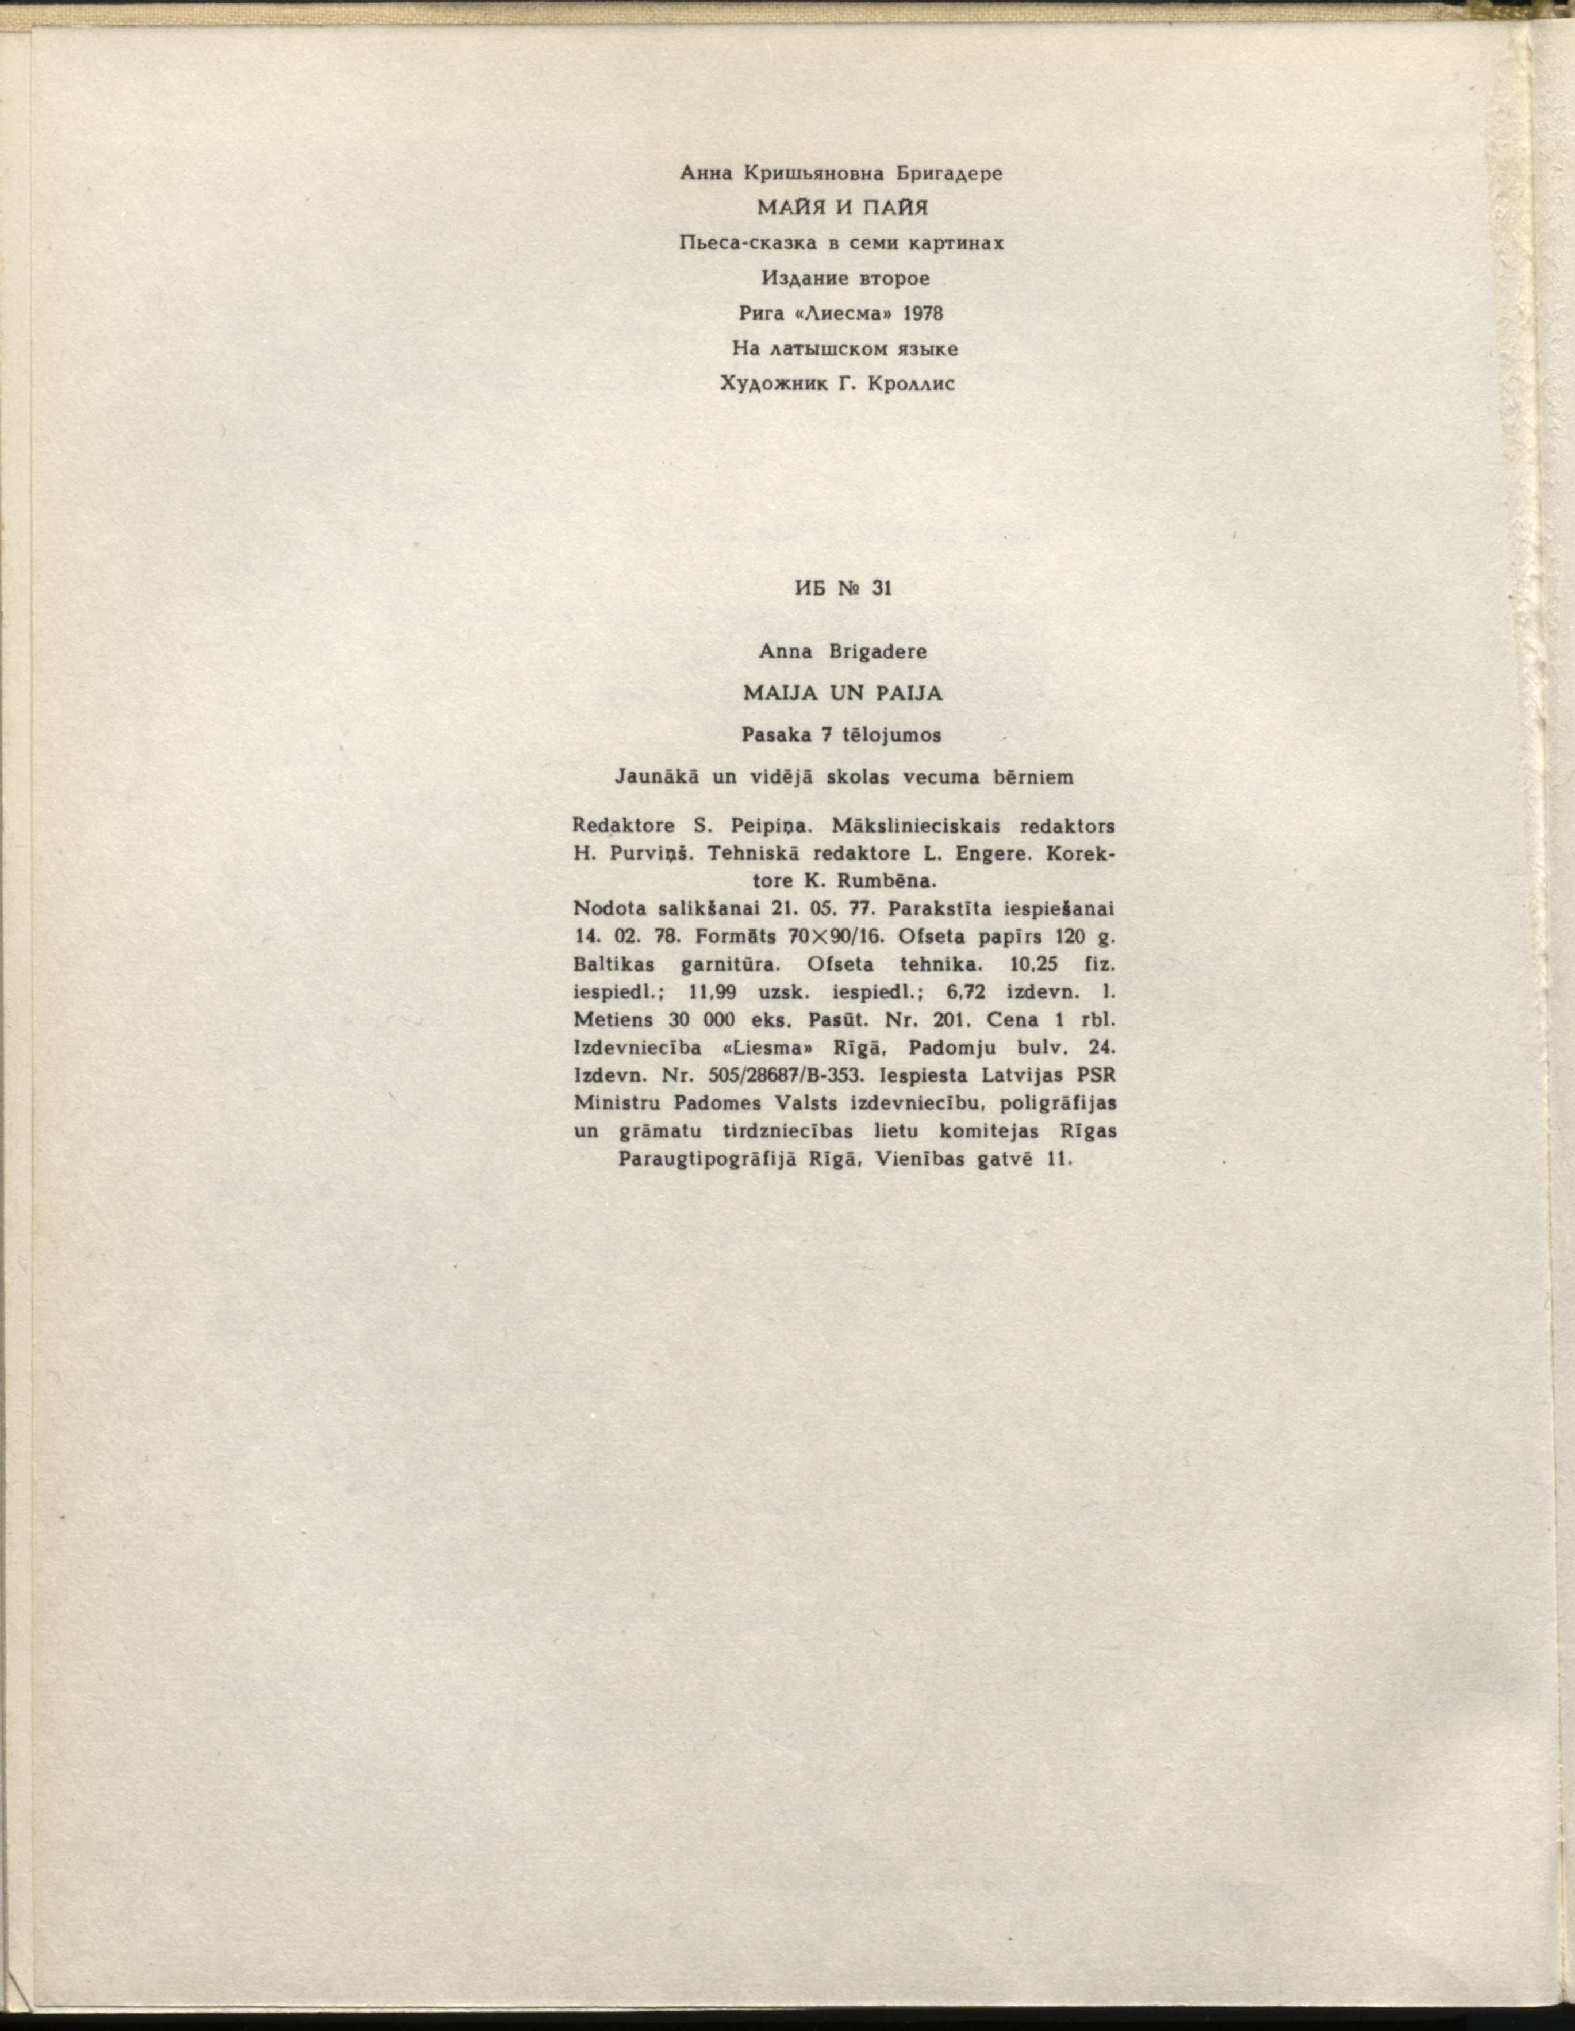 Анна Кришьяновна Бригадере
МАЙЯ И ПАЙЯ
Пьеса-сказка в семи картинах
Издание второе
Рига «Лиесма» 1978
На латышском языке
Художник Г. Кроллис
ИБ № 31
Anna Brigadere
MAIJA UN PAIJA
Pasaka 7 tēlojumos
Jaunākā un vidējā skolas vecuma bērniem
Redaktore S. Peipiņa. Mākslinieciskais redaktors
H. Purviņš. Tehniskā redaktore L. Engere. Korek-
tore K. Rumbēna.
Nodota salikšanai 21. 05. 77. Parakstīta iespiešanai
14. 02. 78. Formāts 70×90/16. Ofseta papīrs 120 g.
Baltikas garnitūra. Ofseta tehnika. 10,25 fiz.
iespiedl.; 11,99 uzsk. iespiedl.; 6,72 izdevn. l.
Metiens 30 000 eks. Pasūt. Nr. 201. Cena 1 rbl.
Izdevniecība «Liesma» Rīgā, Padomju bulv. 24.
Izdevn. Nr. 505/28687/B-353. Iespiesta Latvijas PSR
Ministru Padomes Valsts izdevniecību, poligrāfijas
un grāmatu tirdzniecības lietu komitejas Rīgas
Paraugtipogrāfijā Rīgā, Vienības gatvē 11.